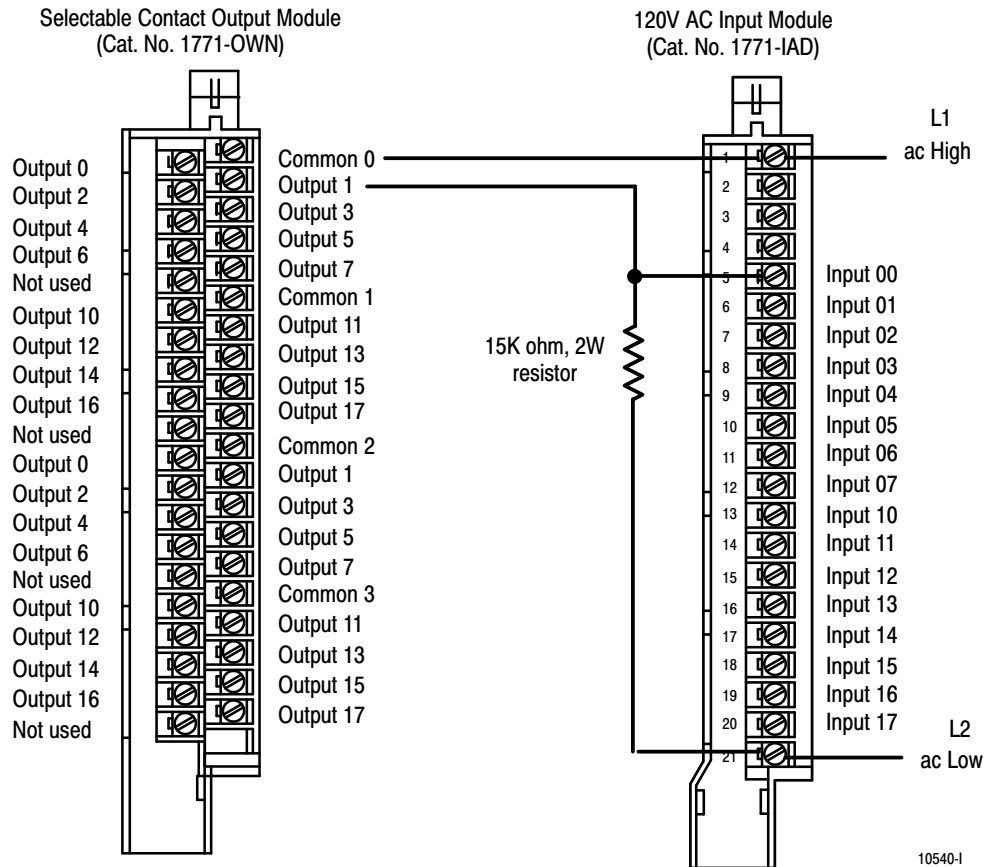 Selectable Contact Output Module
(Cat. No. 1771-OWN)
120V AC Input Module
(Cat. No. 1771-IAD)
Output 0
Output 2
Output 4
Output 6
Not used
Output 10
Output 12
Output 14
Output 16
Not used
Output 0
Output 2
Output 4
Output 6
Not used
Output 10
Output 12
Output 14
Output 16
Not used
Common 0
Output 1
Output 3
Output 5
Output 7
Common 1
Output 11
Output 13
Output 15
Output 17
Common 2
Output 1
Output 3
Output 5
Output 7
Common 3
Output 11
Output 13
Output 15
Output 17
15K ohm, 2W
resistor
1
2
3
4
5
6
7
8
9
10
11
12
13
14
15
16
17
18
19
20
21
L1
ac High
Input 00
Input 01
Input 02
Input 03
Input 04
Input 05
Input 06
Input 07
Input 10
Input 11
Input 12
Input 13
Input 14
Input 15
Input 16
Input 17
L2
ac Low
10540-I